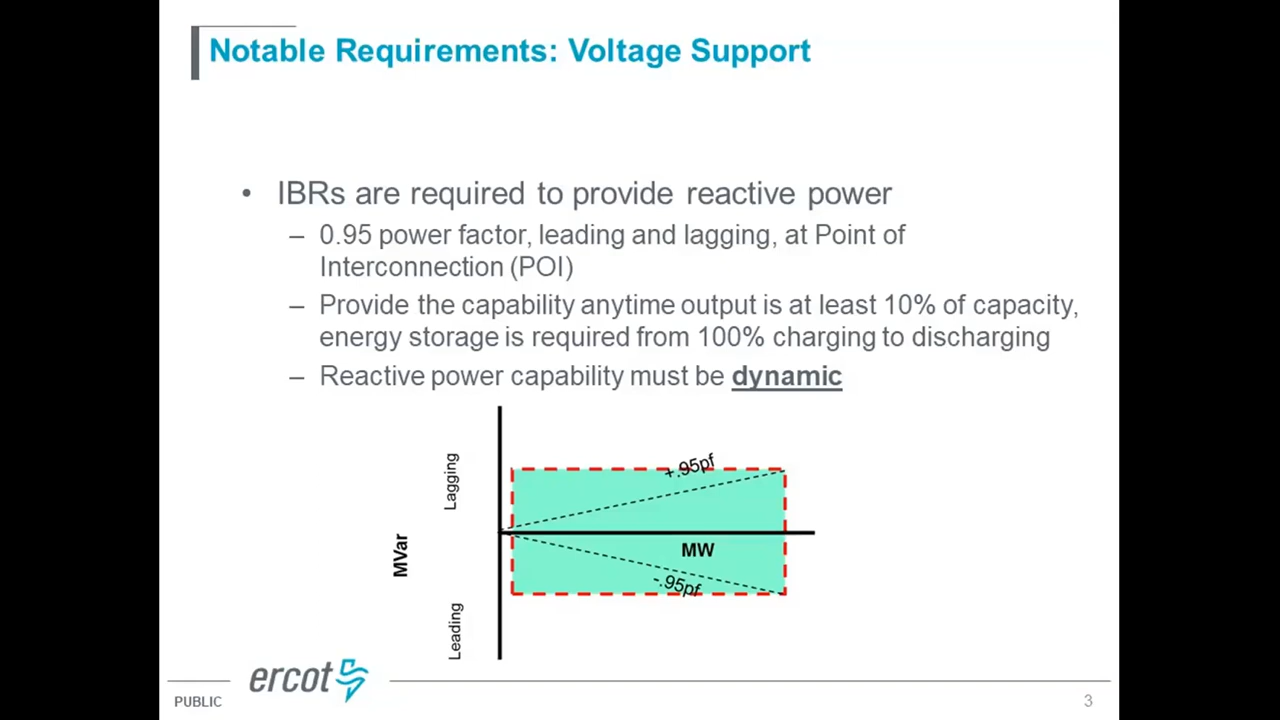 Notable Requirements: Voltage Support
• IBRs are required to provide reactive power
– 0.95 power factor, leading and lagging, at Point of
Interconnection (POI)
– Provide the capability anytime output is at least 10% of capacity,
energy storage is required from 100% charging to discharging
– Reactive power capability must be dynamic
Lagging
+.95pf
MVar
MW
-.95pf
Leading
ercot
PUBLIC
3